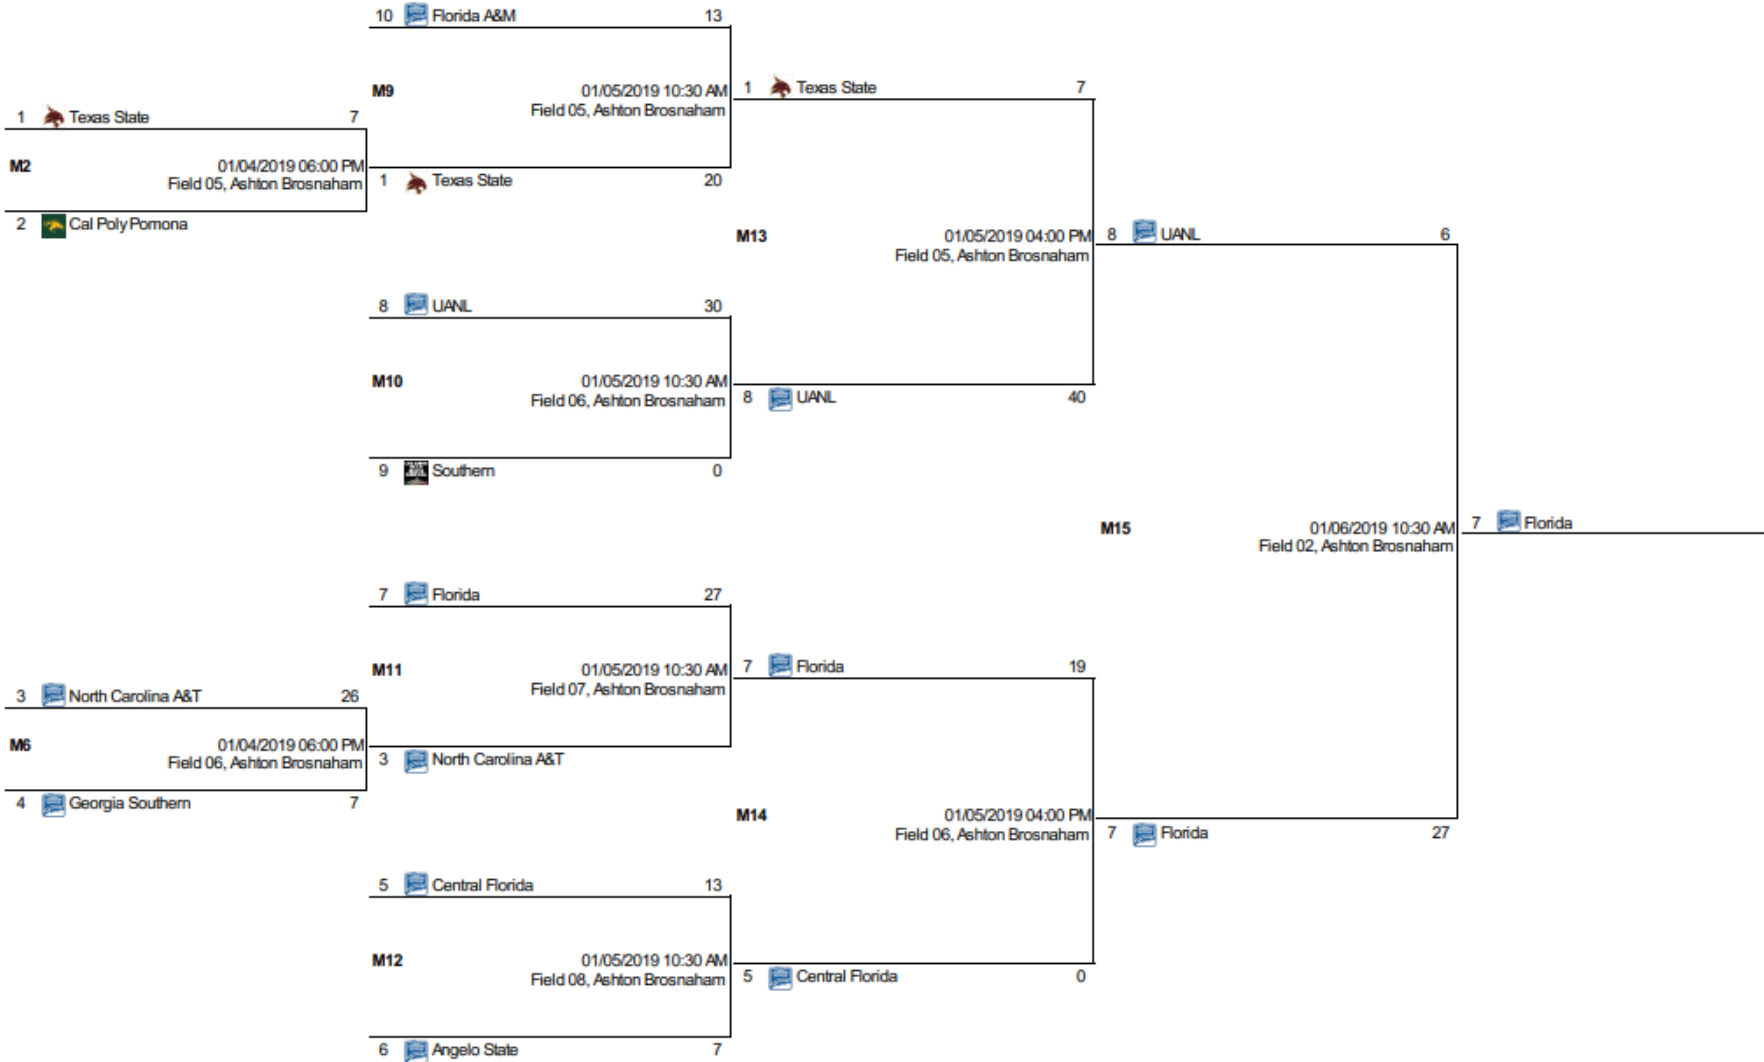 10 Florida A&M 13
M9 01/05/2019 10:30 AM
Field 05, Ashton Brosnaham
1 Texas State 7
1 Texas State 7
M2 01/04/2019 06:00 PM
Field 05, Ashton Brosnaham
1 Texas State 20
2 Cal Poly Pomona
M13 01/05/2019 04:00 PM
Field 05, Ashton Brosnaham
8 UANL 6
8 UANL 30
M10 01/05/2019 10:30 AM
Field 06, Ashton Brosnaham
8 UANL 40
9 Southern 0
M15 01/06/2019 10:30 AM
Field 02, Ashton Brosnaham
7 Florida
7 Florida 27
M11 01/05/2019 10:30 AM
Field 07, Ashton Brosnaham
7 Florida 19
3 North Carolina A&T 26
M6 01/04/2019 06:00 PM
Field 06, Ashton Brosnaham
3 North Carolina A&T
4 Georgia Southern 7
M14 01/05/2019 04:00 PM
Field 06, Ashton Brosnaham
7 Florida 27
5 Central Florida 13
M12 01/05/2019 10:30 AM
Field 08, Ashton Brosnaham
5 Central Florida 0
6 Angelo State 7